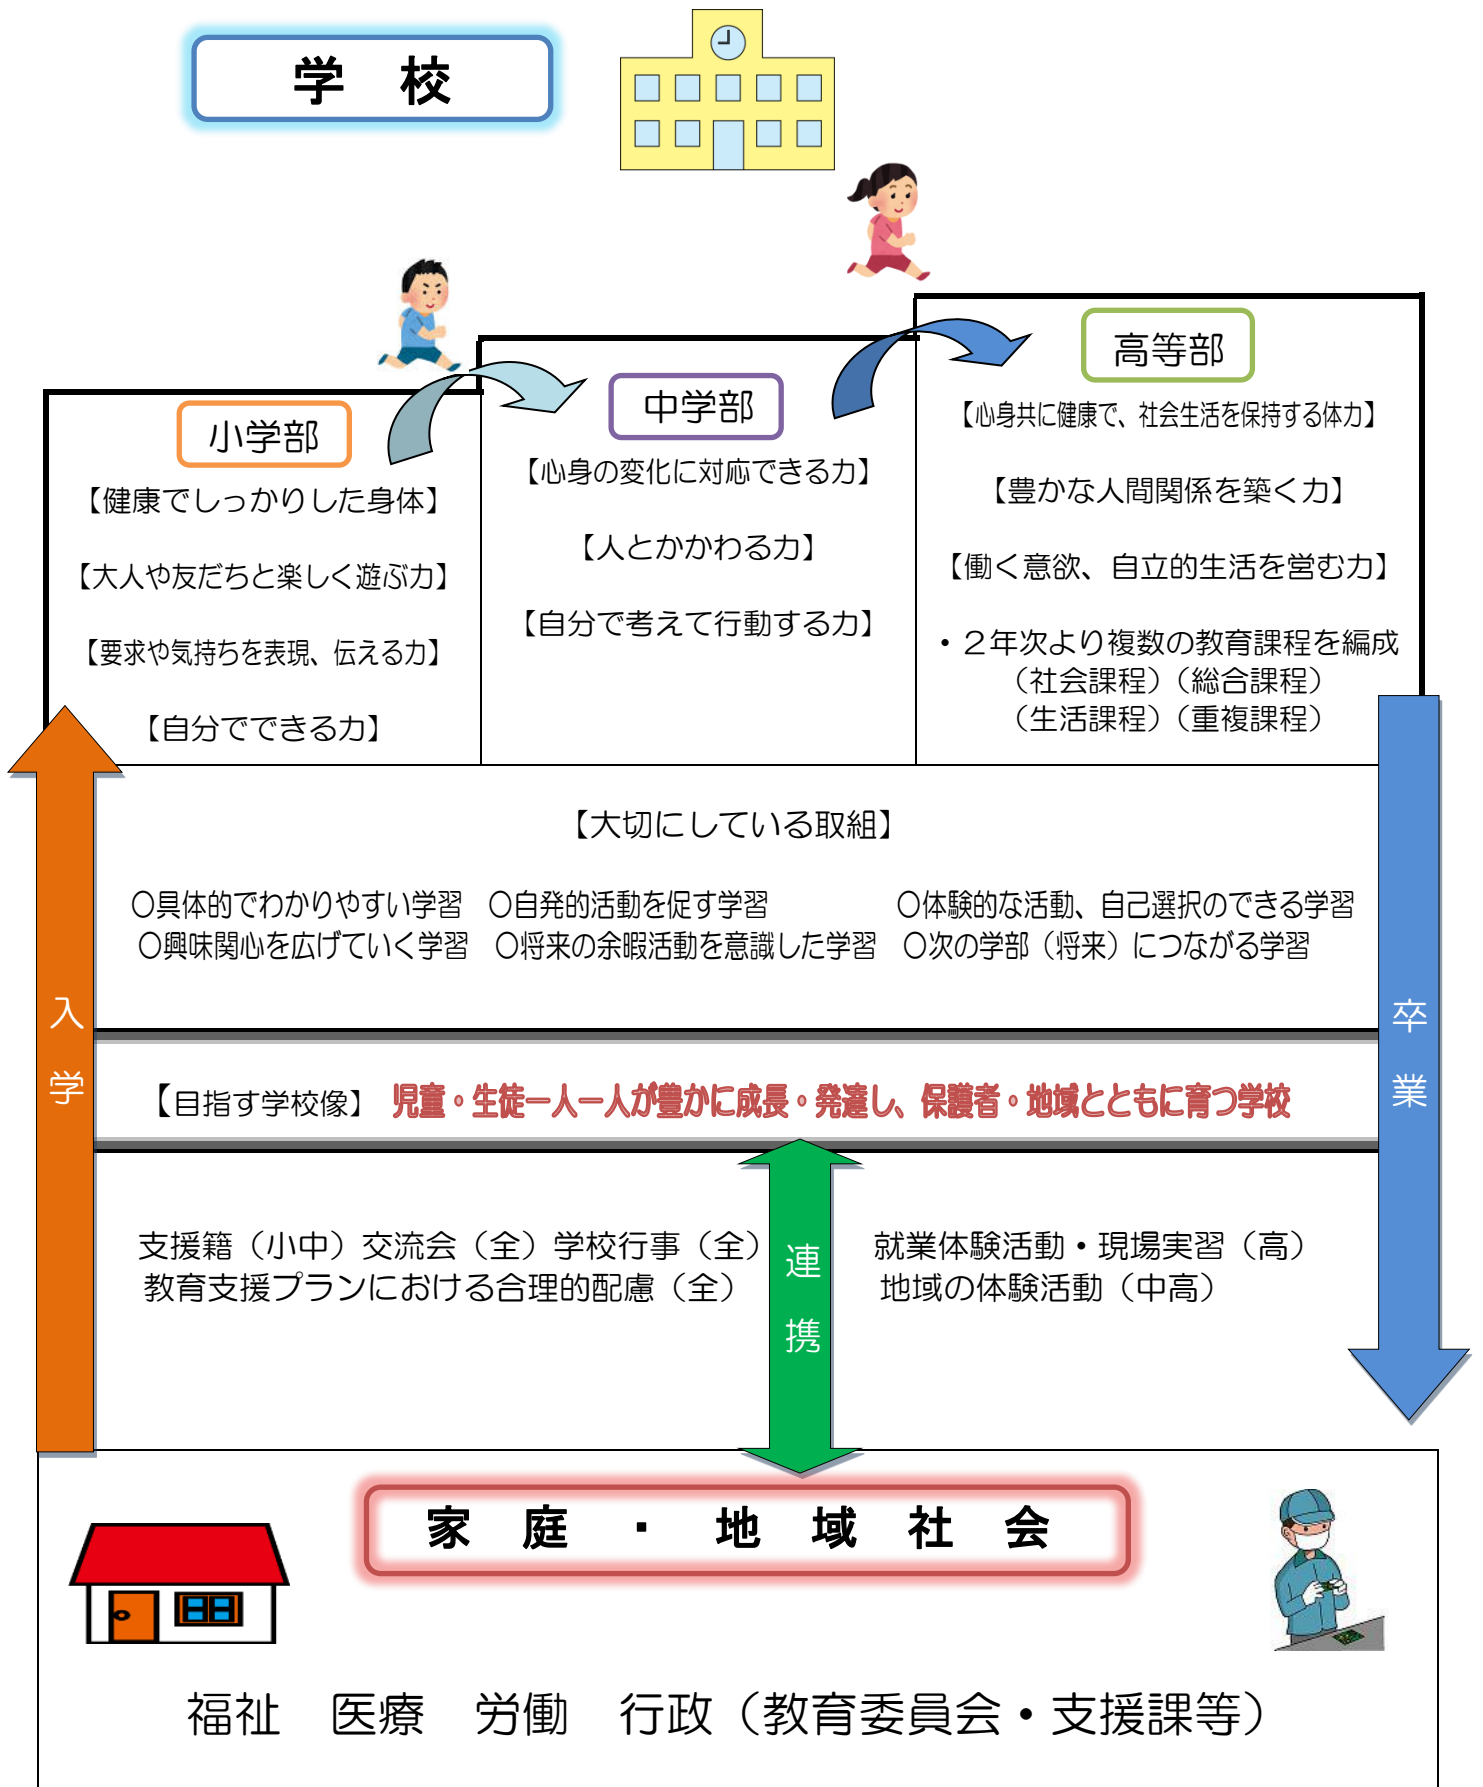 学　校
小学部
【健康でしっかりした身体】
【大人や友だちと楽しく遊ぶ力】
【要求や気持ちを表現、伝える力】
【自分でできる力】
中学部
【心身の変化に対応できる力】
【人とかかわる力】
【自分で考えて行動する力】
高等部
【心身共に健康で、社会生活を保持する体力】
【豊かな人間関係を築く力】
【働く意欲、自立的生活を営む力】
・２年次より複数の教育課程を編成
（社会課程）（総合課程）
（生活課程）（重複課程）
【大切にしている取組】
○具体的でわかりやすい学習　○自発的活動を促す学習　○体験的な活動、自己選択のできる学習
○興味関心を広げていく学習　○将来の余暇活動を意識した学習　○次の学部（将来）につながる学習
入学
卒業
【目指す学校像】　児童・生徒一人一人が豊かに成長・発達し、保護者・地域とともに育つ学校
支援籍（小中）交流会（全）学校行事（全）
教育支援プランにおける合理的配慮（全）
連携
就業体験活動・現場実習（高）
地域の体験活動（中高）
家　庭　・　地　域　社　会
福祉　医療　労働　行政（教育委員会・支援課等）